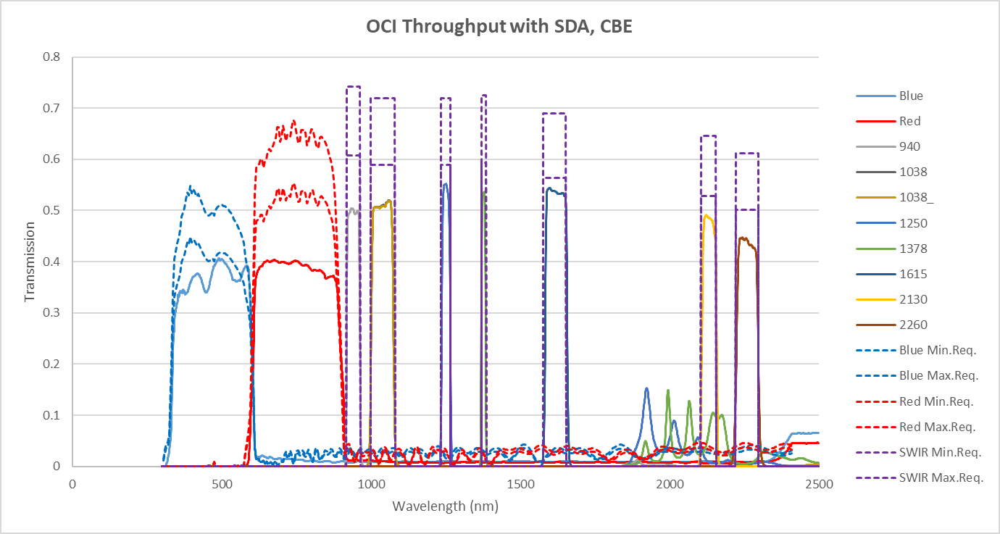 OCI Throughput with SDA, CBE
0.8
0.7
0.6
0.5
0.4
0.3
0.2
0.1
0
Transmission
0 500 1000 1500 2000 2500
Wavelength (nm)
Blue
Red
940
1038
1038_
1250
1378
1615
2130
2260
Blue Min.Req.
Blue Max.Req.
Red Min.Req.
Red Max.Req.
SWIR Min.Req.
SWIR Max.Req.